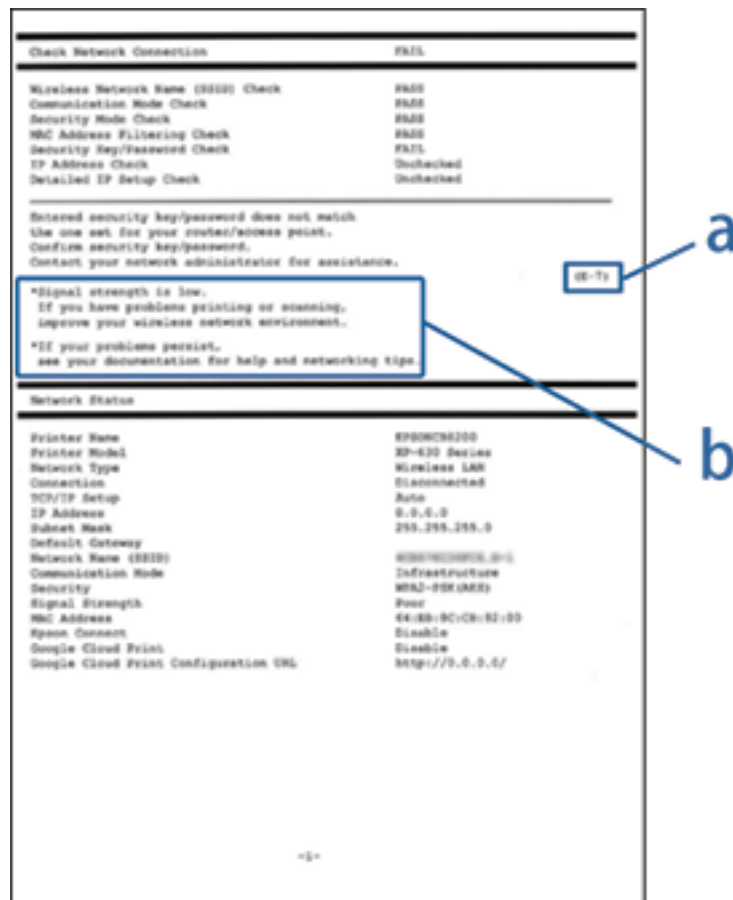 Check Network Connection FAIL
Wireless Network Name (SSID) Check PASS
Communication Mode Check PASS
Security Mode Check PASS
MAC Address Filtering Check PASS
Security Key/Password Check FAIL
IP Address Check Unchecked
Detailed IP Setup Check Unchecked
Entered security key/password does not match
the one set for your router/access point.
Confirm security key/password.
Contact your network administrator for assistance.
(E-7)
a
*Signal strength is low.
If you have problems printing or scanning,
improve your wireless network environment.
*If your problems persist,
see your documentation for help and networking tips.
b
Network Status
Printer Name
Printer Model XP-630 Series
Network Type Wireless LAN
Connection Disconnected
TCP/IP Setup Auto
IP Address 0.0.0.0
Subnet Mask 255.255.255.0
Default Gateway
Network Name (SSID)
Communication Mode Infrastructure
Security WPA2-PSK(AES)
Signal Strength Poor
MAC Address
Epson Connect Disable
Google Cloud Print Disable
Google Cloud Print Configuration URL http://0.0.0.0/
-1-